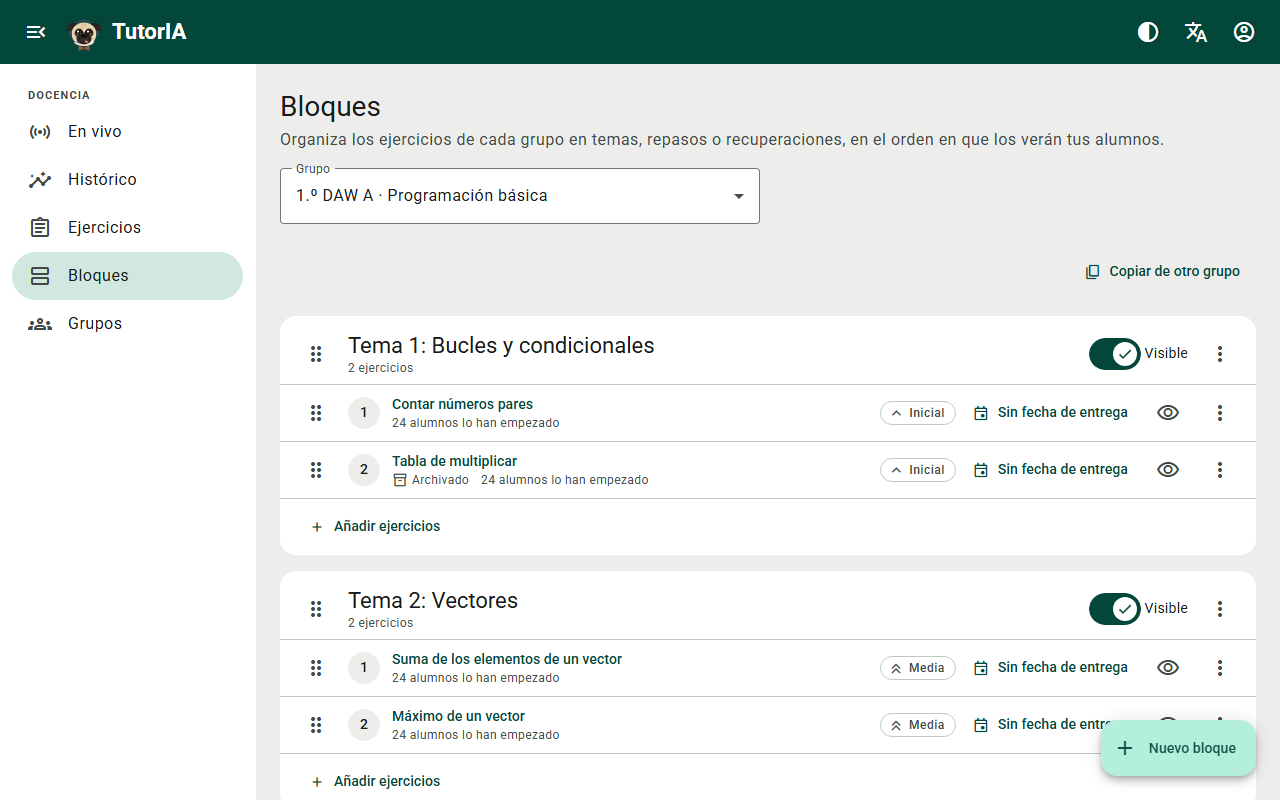 TutorIA
DOCENCIA
En vivo
Histórico
Ejercicios
Bloques
Grupos
Bloques
Organiza los ejercicios de cada grupo en temas, repasos o recuperaciones, en el orden en que los verán tus alumnos.
Grupo
1.º DAW A · Programación básica
Copiar de otro grupo
Tema 1: Bucles y condicionales
2 ejercicios
Visible
1
Contar números pares
24 alumnos lo han empezado
Inicial
Sin fecha de entrega
2
Tabla de multiplicar
Archivado 24 alumnos lo han empezado
Inicial
Sin fecha de entrega
Añadir ejercicios
Tema 2: Vectores
2 ejercicios
Visible
1
Suma de los elementos de un vector
24 alumnos lo han empezado
Media
Sin fecha de entrega
2
Máximo de un vector
24 alumnos lo han empezado
Media
Sin fecha de
Nuevo bloque
Añadir ejercicios